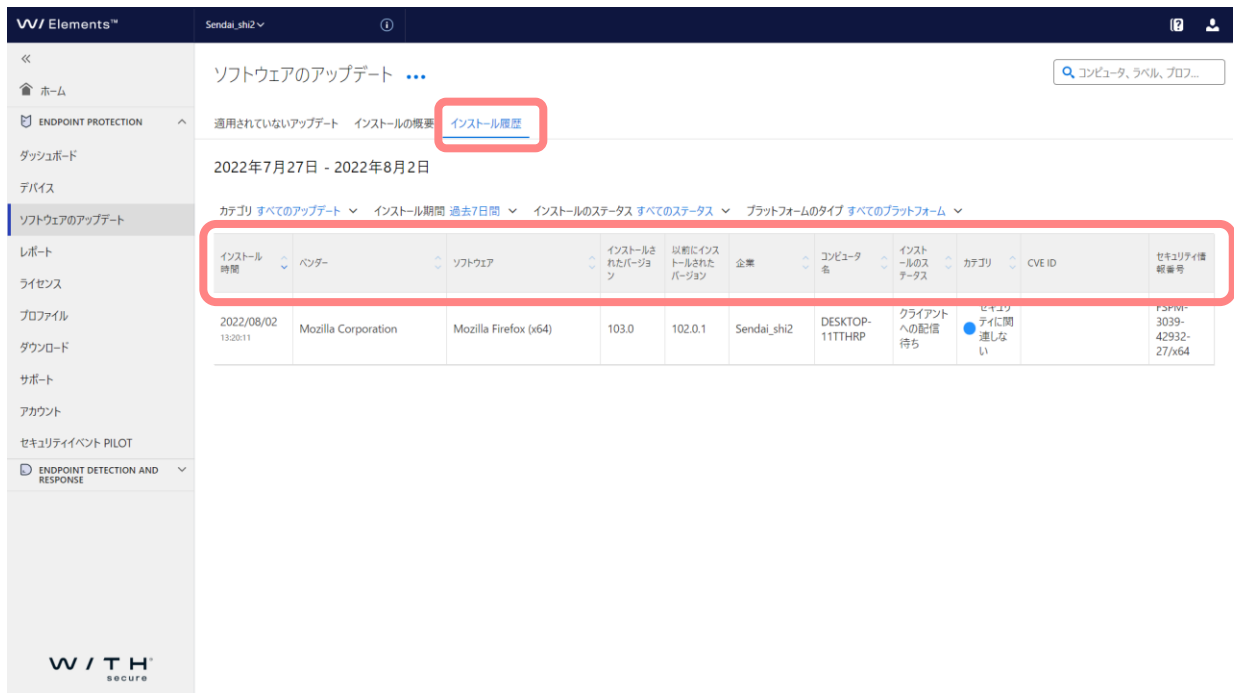 W/ Elements™
Sendai_shi2
ソフトウェアのアップデート
コンピュータ、ラベル、プロフ...
ホーム
ENDPOINT PROTECTION
ダッシュボード
デバイス
ソフトウェアのアップデート
レポート
ライセンス
プロファイル
ダウンロード
サポート
アカウント
セキュリティイベント PILOT
ENDPOINT DETECTION AND
RESPONSE
適用されていないアップデート インストールの概要 インストール履歴
2022年7月27日 - 2022年8月2日
カテゴリ すべてのアップデート インストール期間 過去7日間 インストールのステータス すべてのステータス プラットフォームのタイプ すべてのプラットフォーム
インストール
時間
ベンダー
ソフトウェア
インストールさ
れたバージョ
ン
以前にインス
トールされた
バージョン
企業
コンピュータ
名
インスト
ールのス
テータス
カテゴリ
CVE ID
セキュリティ情
報番号
2022/08/02
13:20:11
Mozilla Corporation
Mozilla Firefox (x64)
103.0
102.0.1
Sendai_shi2
DESKTOP-
11TTHRP
クライアント
への配信
待ち
セキュリ
ティに関
連しな
い
FSPM-
3039-
42932-
27/x64
W/TH
secure